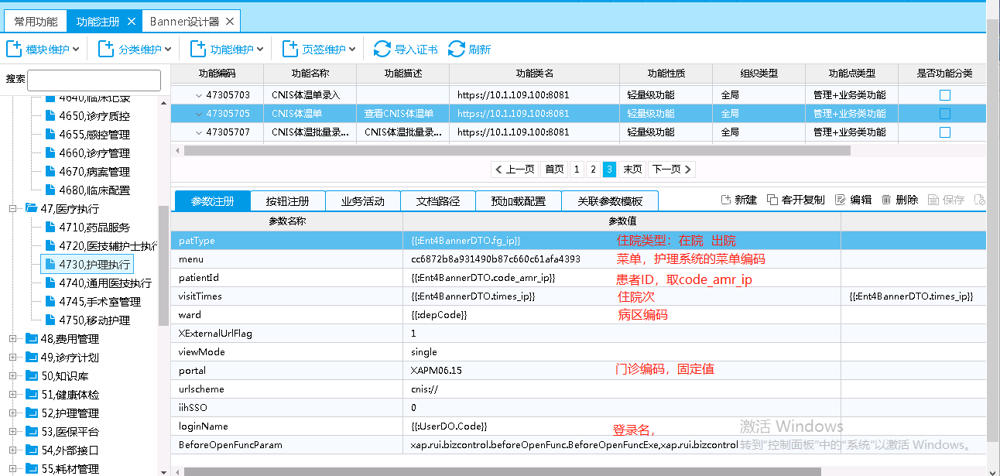 常用功能 功能注册 Banner设计器
模块维护 分类维护 功能维护 页签维护 导入证书 刷新
搜索
4640,临床记录
4650,诊疗质控
4655,感控管理
4660,诊疗管理
4670,病案管理
4680,临床配置
47,医疗执行
4710,药品服务
4720,医技辅护士执行
4730,护理执行
4740,通用医技执行
4745,手术室管理
4750,移动护理
48,费用管理
49,诊疗计划
50,知识库
51,健康体检
52,护理管理
53,医保平台
54,外部接口
55,耗材管理
功能编码 功能名称 功能描述 功能类名 功能性质 组织类型 功能点类型 是否功能分类
47305703 CNIS体温单录入 https://10.1.109.100:8081 轻量级功能 全局 管理+业务类功能
47305705 CNIS体温单 查看CNIS体温单 https://10.1.109.100:8081 轻量级功能 全局 管理+业务类功能
47305707 CNIS体温批量录... CNIS体温批量录... https://10.1.109.100:8081 轻量级功能 全局 管理+业务类功能
上一页 首页 1 2 3 末页 下一页
参数注册 按钮注册 业务活动 文档路径 预加载配置 关联参数模板 新建 客开复制 编辑 删除 保存
参数名称 参数值
patType {{:Ent4BannerDTO.fg_ip}} 住院类型：在院 出院
menu cc6872b8a931490b87c660c61afa4393 菜单，护理系统的菜单编码
patientId {{:Ent4BannerDTO.code_amr_ip}} 患者ID，取code_amr_ip
visitTimes {{:Ent4BannerDTO.times_ip}} 住院次 {{:Ent4BannerDTO.times_ip}}
ward {{:depCode}} 病区编码
XExternalUrlFlag 1
viewMode single
portal XAPM06.15 门诊编码，固定值
urlscheme cnis://
iihSSO 0
loginName {{:UserDO.Code}} 登录名，
BeforeOpenFuncParam xap.rui.bizcontrol.beforeOpenFunc.BeforeOpenFuncExe,xap.rui.bizcontrol
激活 Windows
转到"控制面板"中的"系统"以激活 Windows。